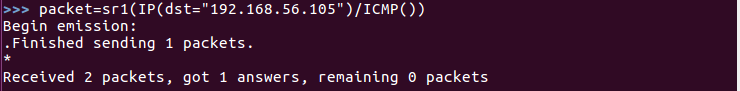 >>> packet=sr1(IP(dst="192.168.56.105")/ICMP())
Begin emission:
.Finished sending 1 packets.
*
Received 2 packets, got 1 answers, remaining 0 packets